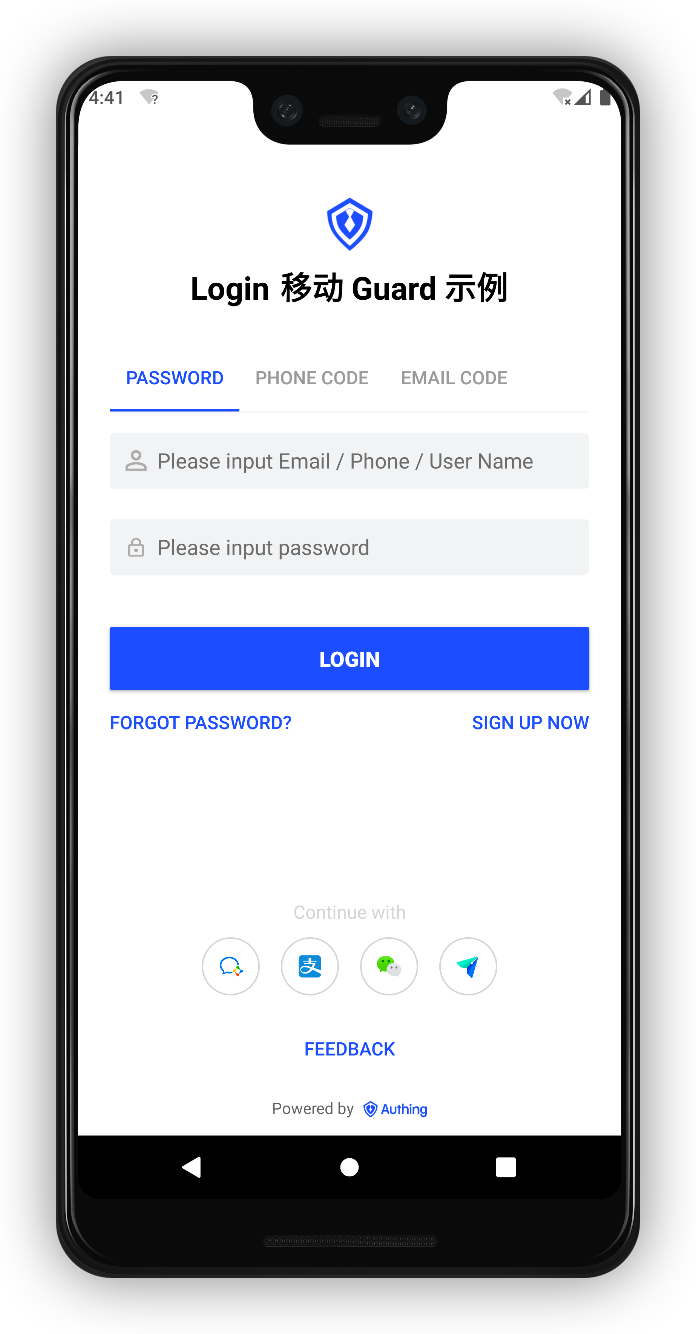 4:41
Login 移动 Guard 示例
PASSWORD PHONE CODE EMAIL CODE
Please input Email / Phone / User Name
Please input password
LOGIN
FORGOT PASSWORD? SIGN UP NOW
Continue with
支
FEEDBACK
Powered by Authing